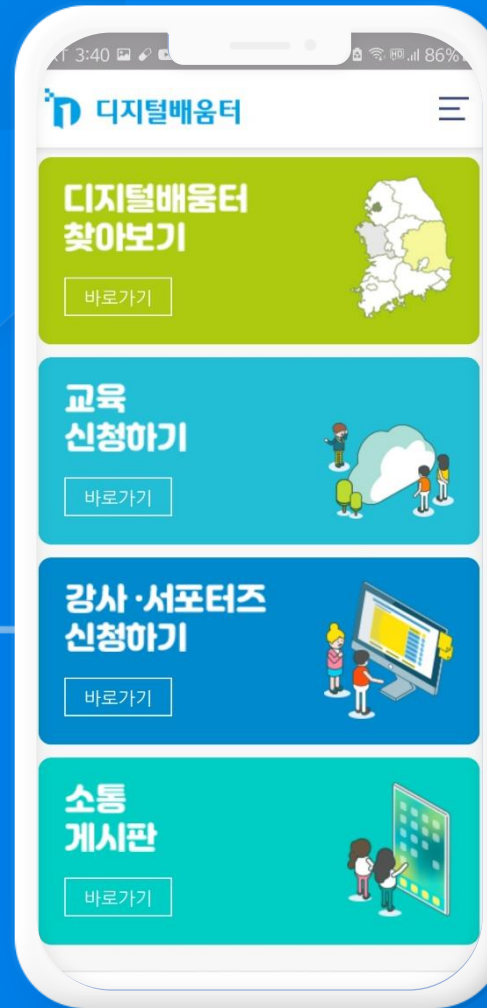 KT 3:40
86%
디지털배움터
디지털배움터
찾아보기
바로가기
교육
신청하기
바로가기
강사·서포터즈
신청하기
바로가기
소통
게시판
바로가기